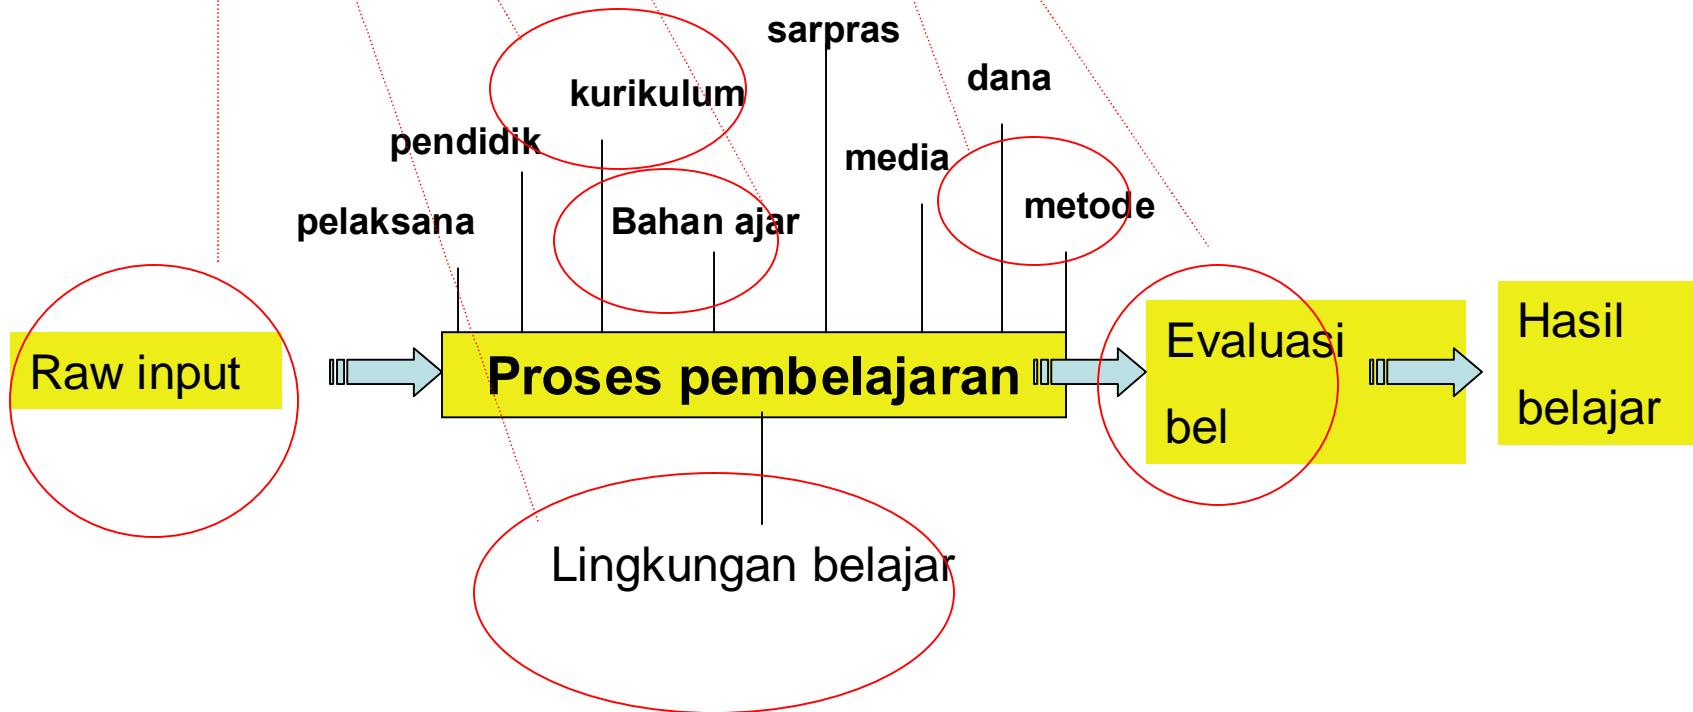 sarpras
dana
kurikulum
pendidik
media
metode
pelaksana
Bahan ajar
Raw input
Proses pembelajaran
Evaluasi
bel
Hasil
belajar
Lingkungan belajar